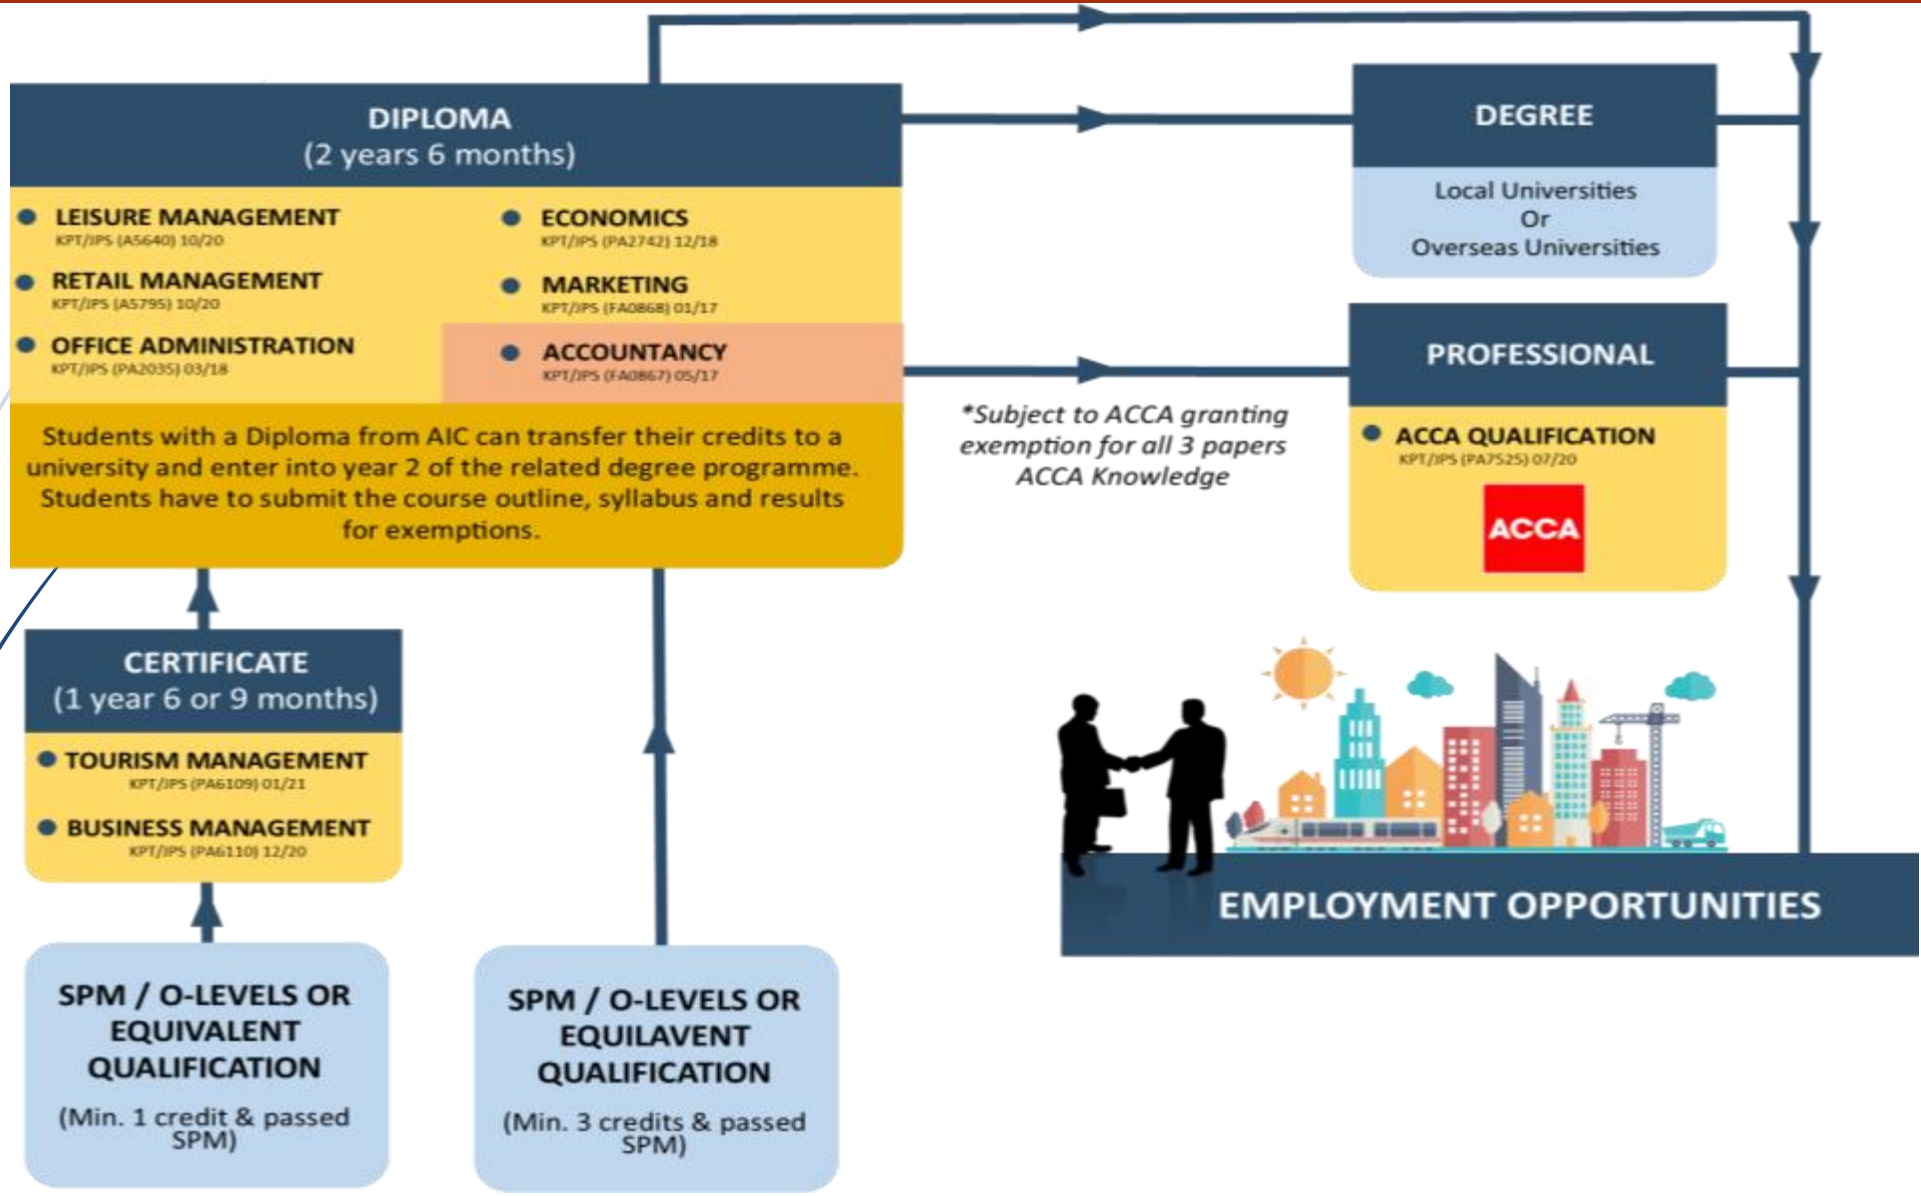 DIPLOMA
(2 years 6 months)
LEISURE MANAGEMENT
KPT/JPS (A5640) 10/20
RETAIL MANAGEMENT
KPT/JPS (A5795) 10/20
OFFICE ADMINISTRATION
KPT/JPS (PA2035) 03/18
ECONOMICS
KPT/JPS (PA2742) 12/18
MARKETING
KPT/JPS (FA0868) 01/17
ACCOUNTANCY
KPT/JPS (FA0867) 05/17
Students with a Diploma from AIC can transfer their credits to a
university and enter into year 2 of the related degree programme.
Students have to submit the course outline, syllabus and results
for exemptions.
DEGREE
Local Universities
Or
Overseas Universities
*Subject to ACCA granting
exemption for all 3 papers
ACCA Knowledge
PROFESSIONAL
ACCA QUALIFICATION
KPT/JPS (PA7525) 07/20
ACCA
CERTIFICATE
(1 year 6 or 9 months)
TOURISM MANAGEMENT
KPT/JPS (PA6109) 01/21
BUSINESS MANAGEMENT
KPT/JPS (PA6110) 12/20
EMPLOYMENT OPPORTUNITIES
SPM / O-LEVELS OR
EQUIVALENT
QUALIFICATION
(Min. 1 credit & passed
SPM)
SPM / O-LEVELS OR
EQUILAVENT
QUALIFICATION
(Min. 3 credits & passed
SPM)